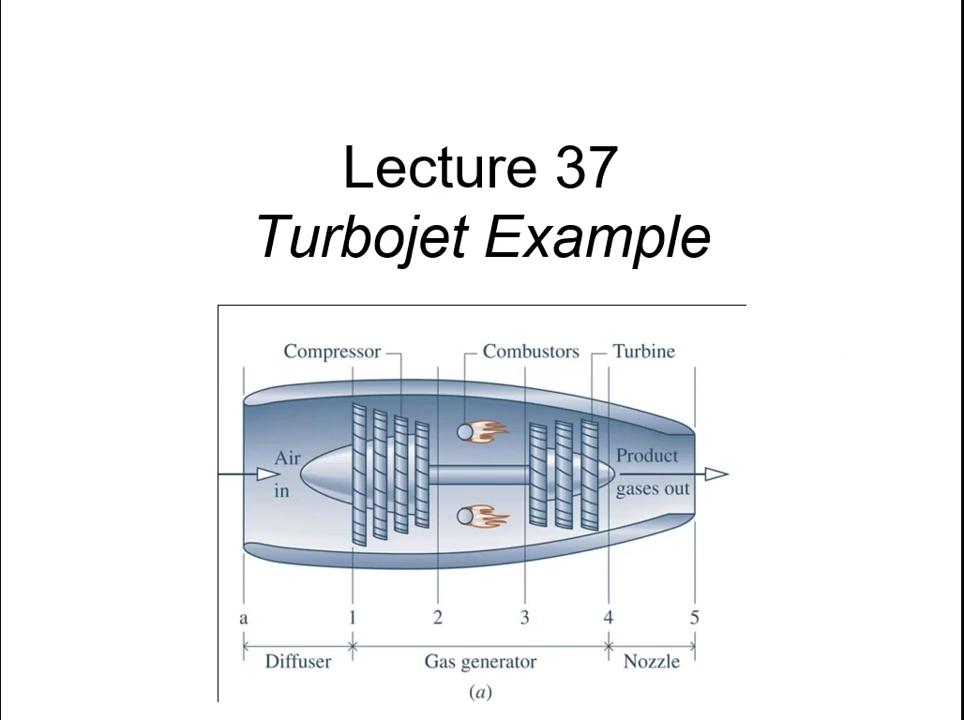 Lecture 37
Turbojet Example
Compressor Combustors Turbine
Air Product
in gases out
a 1 2 3 4 5
Diffuser Gas generator Nozzle
(a)